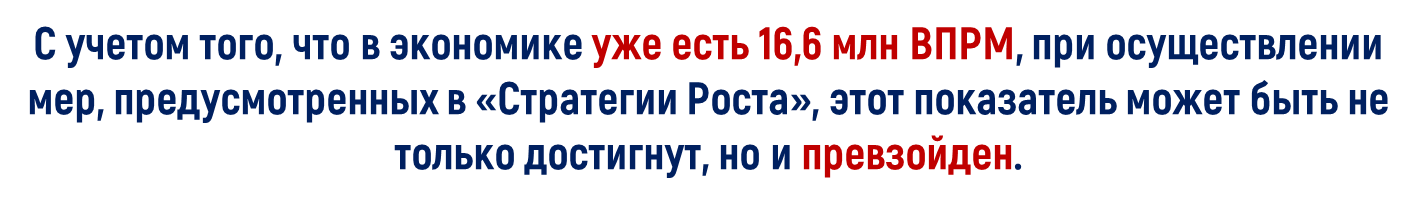 С учетом того, что в экономике уже есть 16,6 млн ВПРМ, при осуществлении
мер, предусмотренных в «Стратегии Роста», этот показатель может быть не
только достигнут, но и превзойден.